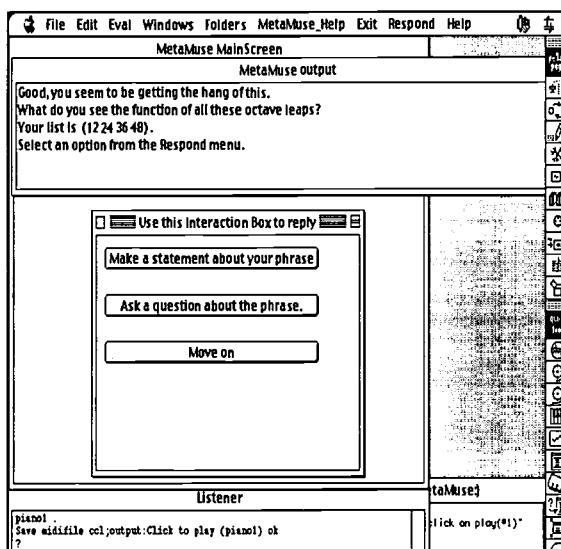 File Edit Eval Windows Folders MetaMuse_Help Exit Respond Help
MetaMuse MainScreen
MetaMuse output
Good,you seem to be getting the hang of this.
What do you see the function of all these octave leaps?
Your list is (12 24 36 48).
Select an option from the Respond menu.
Use this Interaction Box to reply
Make a statement about your phrase
Ask a question about the phrase.
Move on
Listener
piano1 .
Save midifile ccl;output:Click to play (piano1) ok
?
taMuse:)
lick on play(*1)"